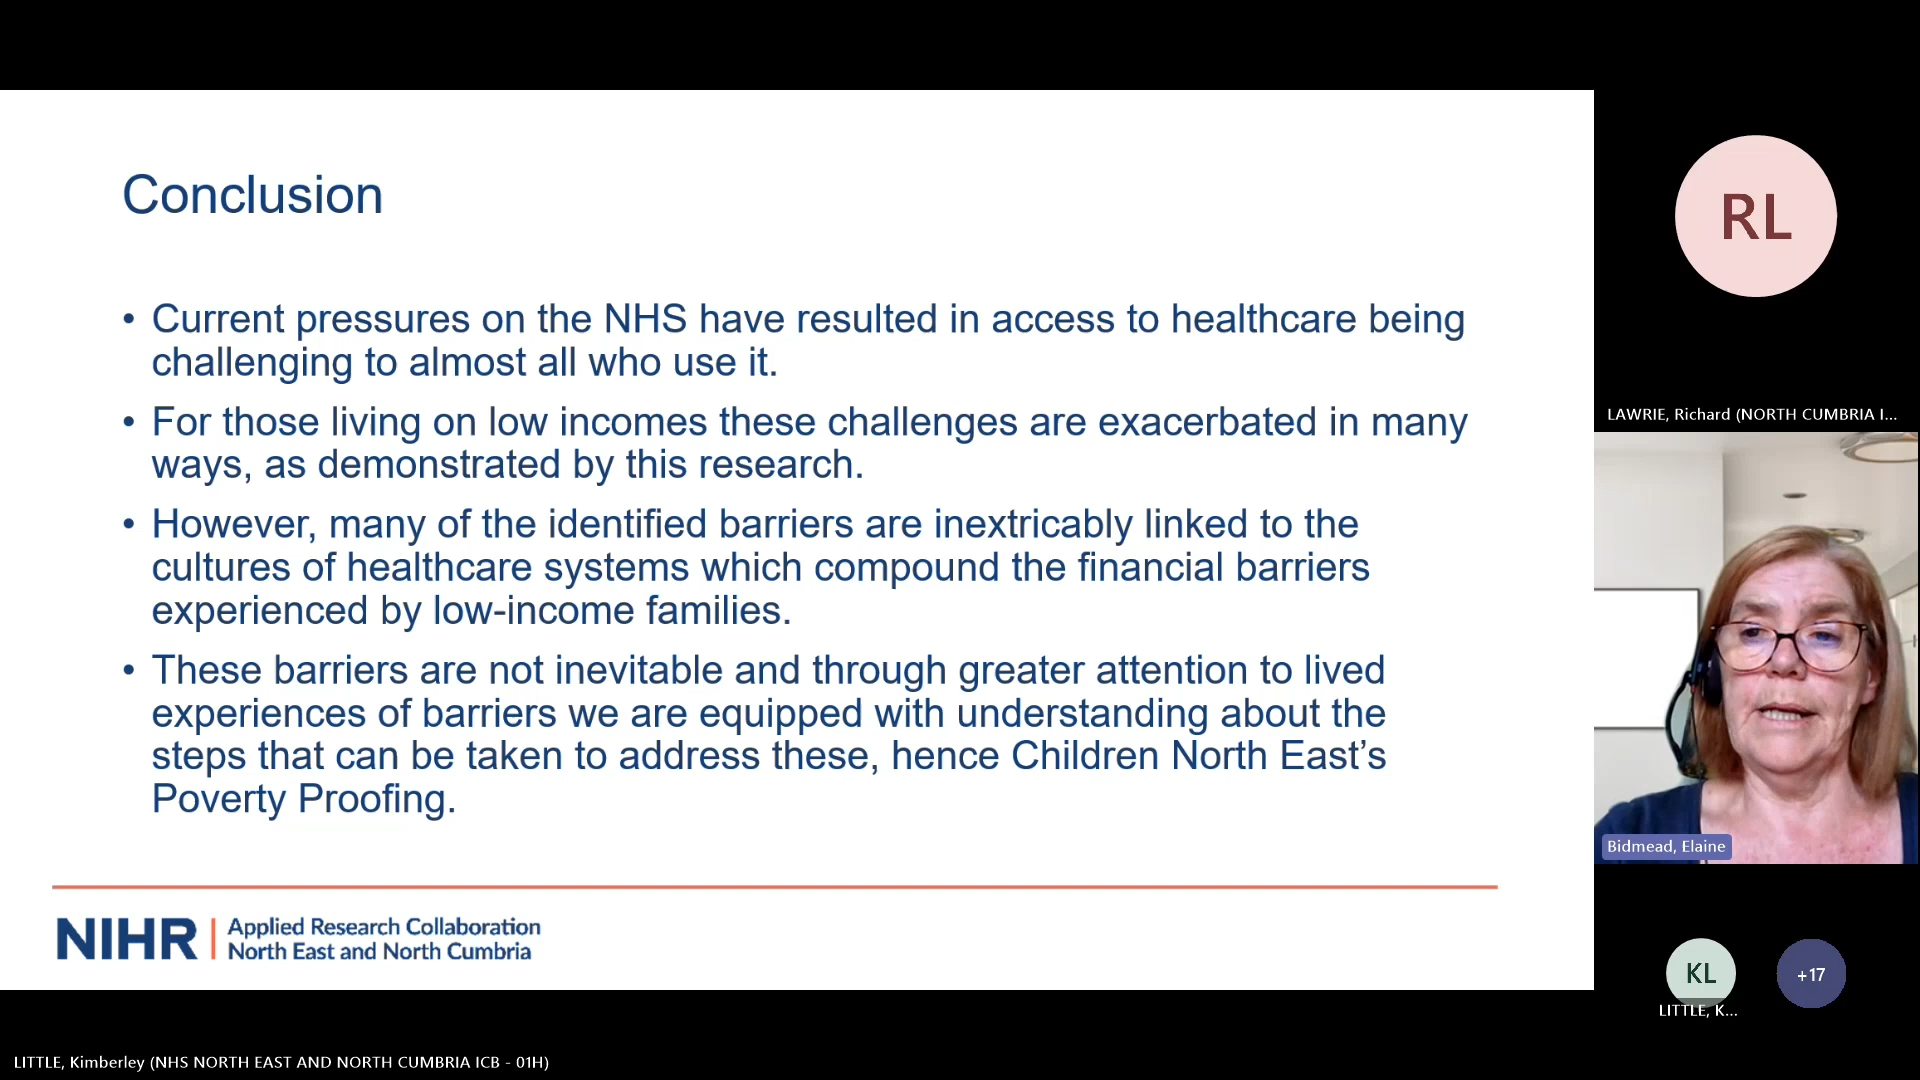 Conclusion
• Current pressures on the NHS have resulted in access to healthcare being
challenging to almost all who use it.
• For those living on low incomes these challenges are exacerbated in many
ways, as demonstrated by this research.
• However, many of the identified barriers are inextricably linked to the
cultures of healthcare systems which compound the financial barriers
experienced by low-income families.
• These barriers are not inevitable and through greater attention to lived
experiences of barriers we are equipped with understanding about the
steps that can be taken to address these, hence Children North East’s
Poverty Proofing.
NIHR | Applied Research Collaboration
North East and North Cumbria
RL
LAWRIE, Richard (NORTH CUMBRIA I...
Bidmead, Elaine
KL
+17
LITTLE, K...
LITTLE, Kimberley (NHS NORTH EAST AND NORTH CUMBRIA ICB - 01H)